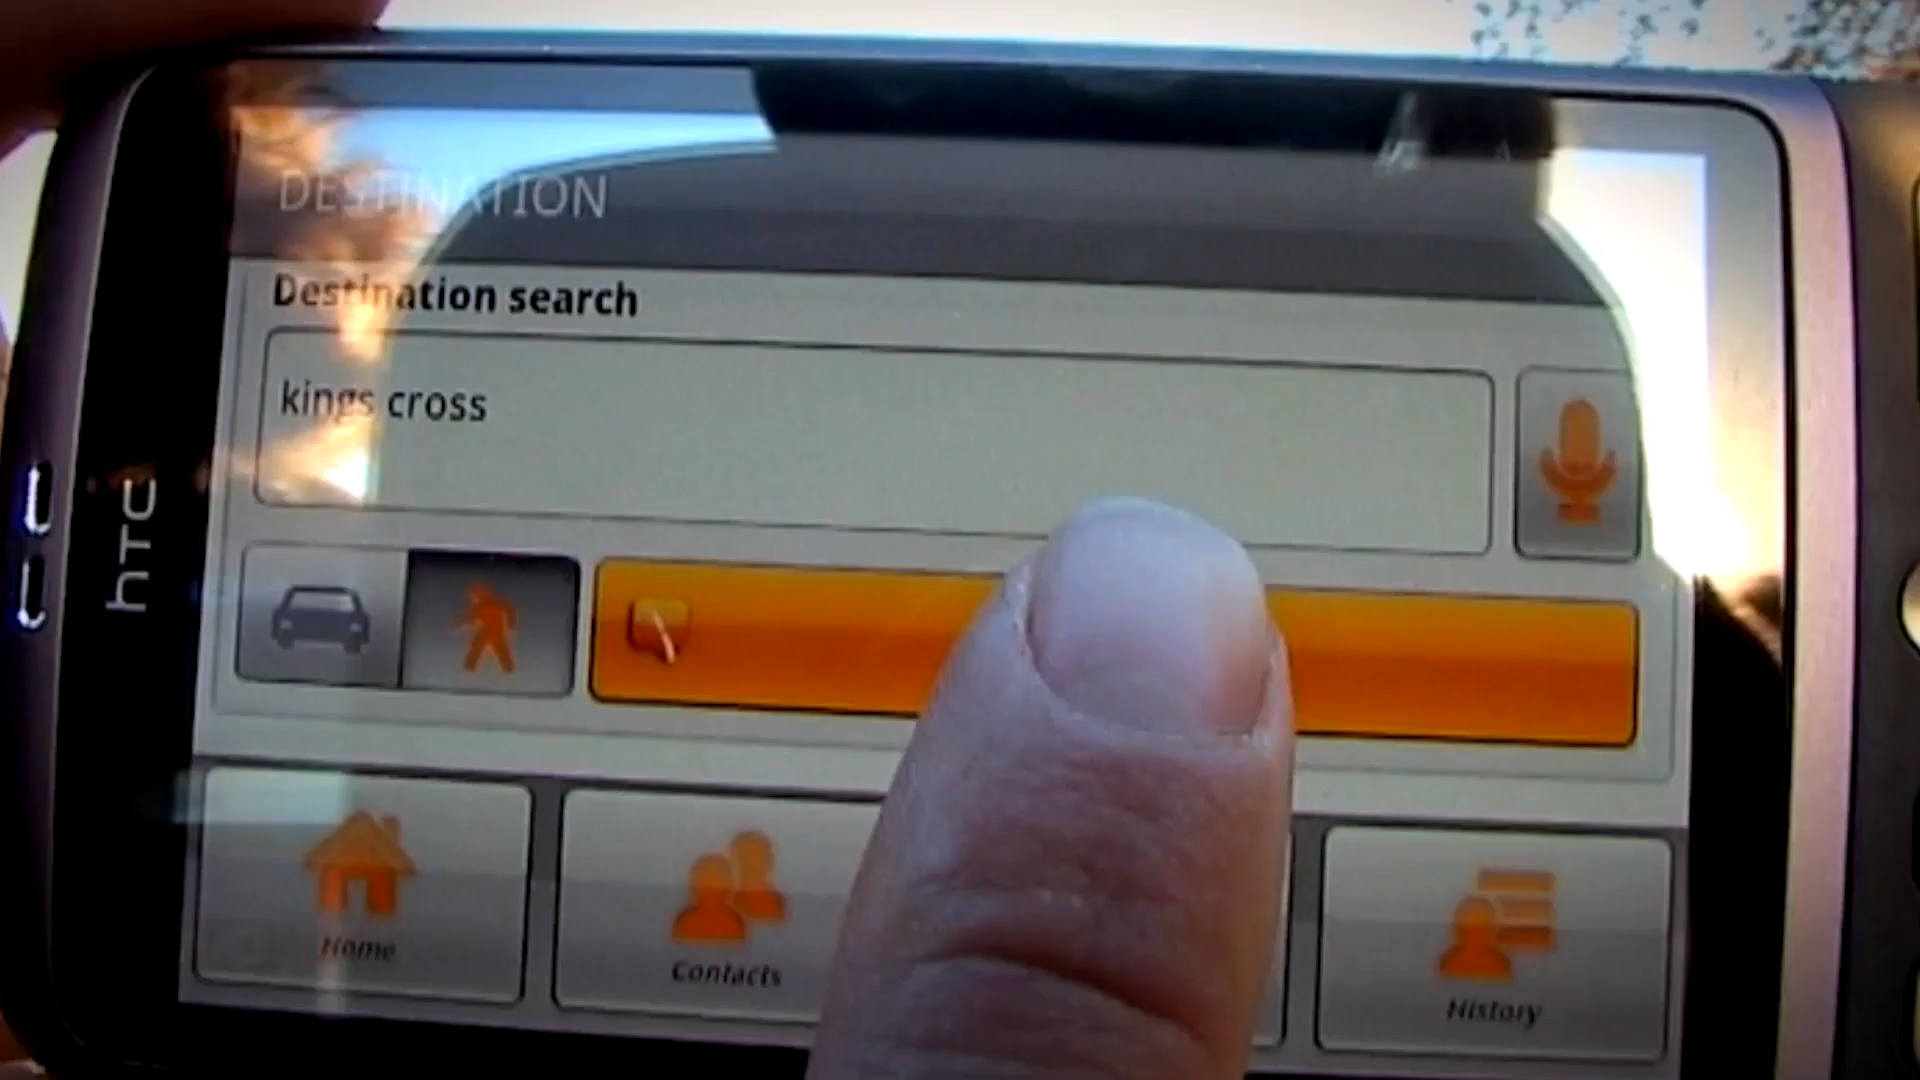 DESTINATION
Destination search
kings cross
hTC
Home
Contacts
History